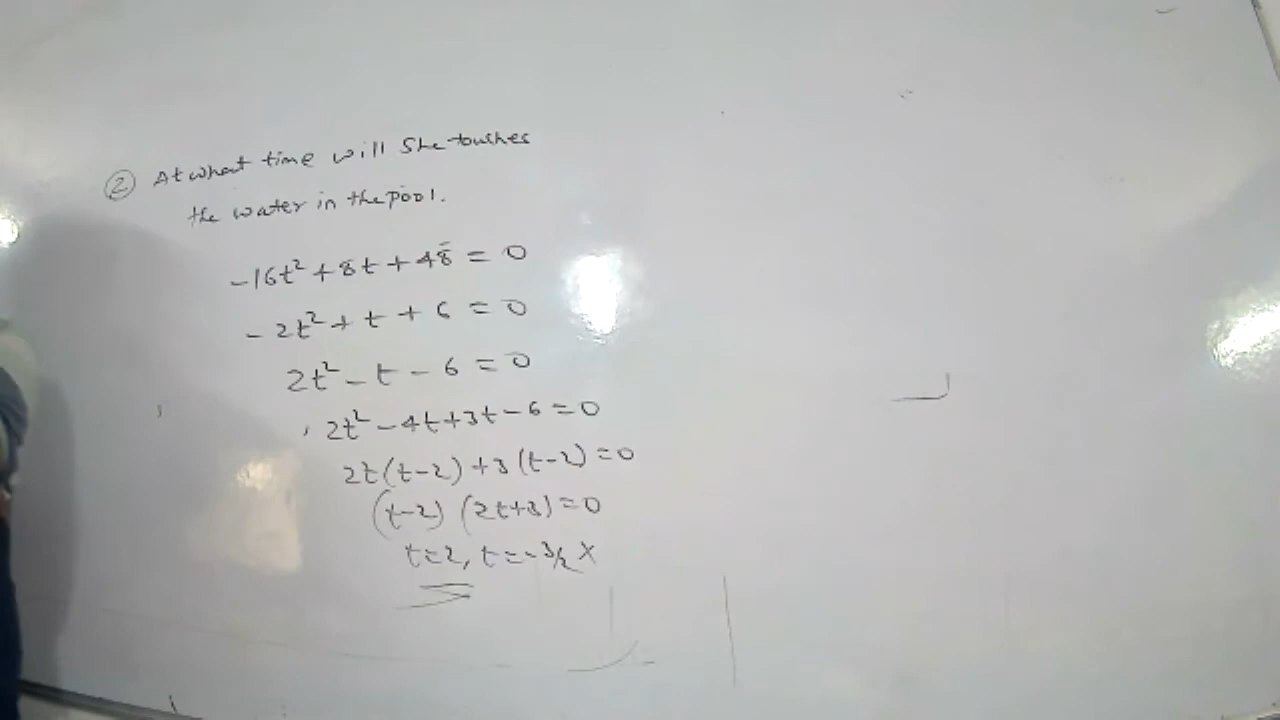 ② At what time will She toushes
the water in the pool.
-16t² + 8t + 48 = 0
- 2t² + t + 6 = 0
2t² - t - 6 = 0
2t² - 4t + 3t - 6 = 0
2t(t-2) + 3(t-2) = 0
(t-2) (2t+3) = 0
t=2, t=-3/2 X